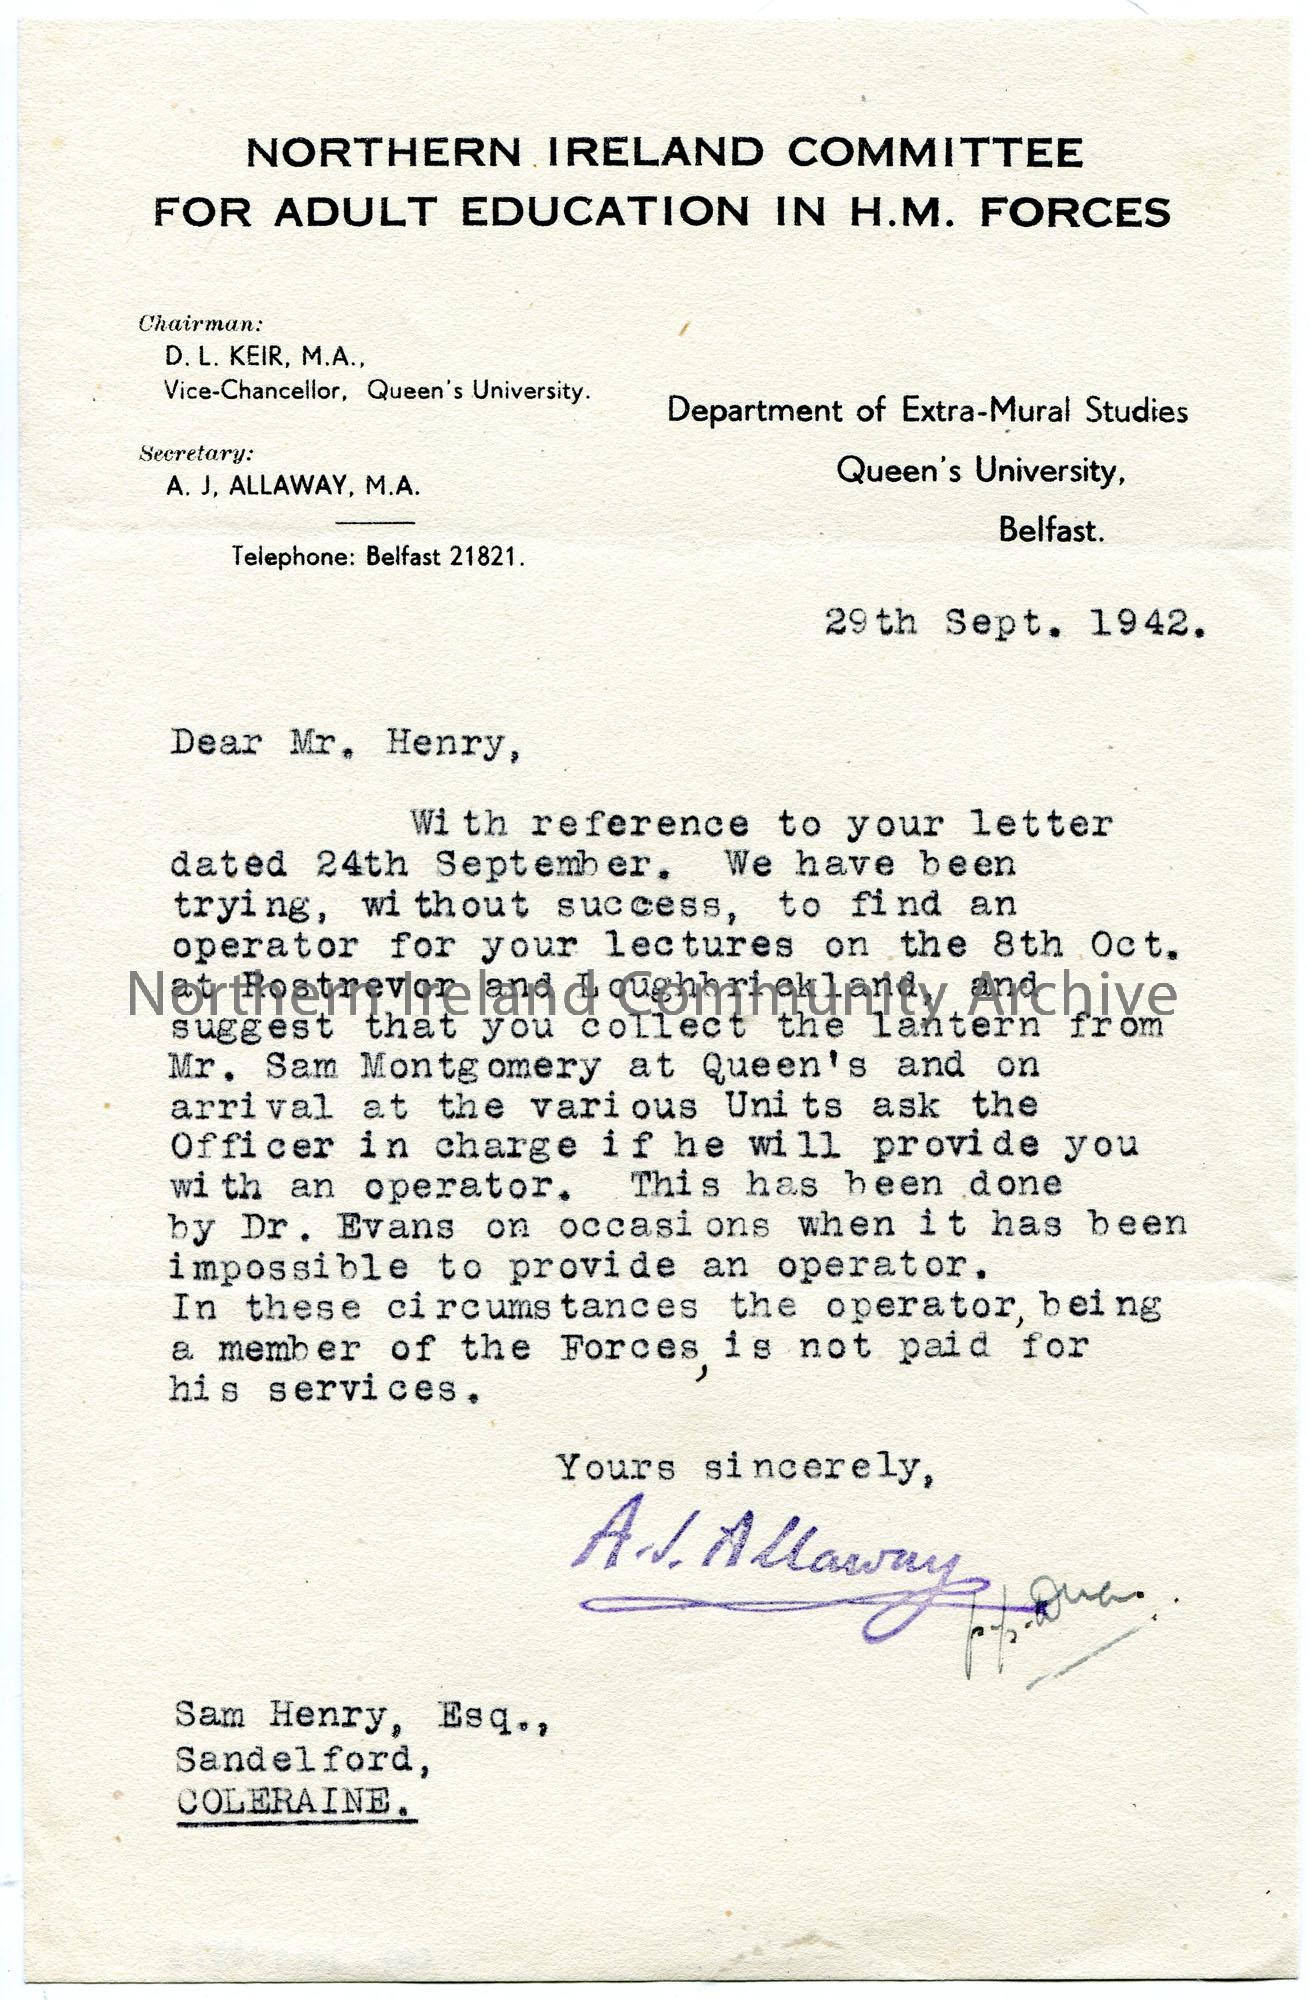 NORTHERN IRELAND COMMITTEE
FOR ADULT EDUCATION IN H.M. FORCES
Chairman:
D. L. KEIR, M.A.,
Vice-Chancellor, Queen's University.
Secretary:
A. J, ALLAWAY, M.A.
Telephone: Belfast 21821.
Department of Extra-Mural Studies
Queen's University,
Belfast.
29th Sept. 1942.
Dear Mr. Henry,
With reference to your letter
dated 24th September. We have been
trying, without success, to find an
operator for your lectures on the 8th Oct.
at Rostrevor and Loughbrickland, and
Northern Ireland Community Archive
suggest that you collect the lantern from
Mr. Sam Montgomery at Queen's and on
arrival at the various Units ask the
Officer in charge if he will provide you
with an operator. This has been done
by Dr. Evans on occasions when it has been
impossible to provide an operator.
In these circumstances the operator, being
a member of the Forces, is not paid for
his services.
Yours sincerely,
A. J. Allaway
p.p.
Sam Henry, Esq.,
Sandelford,
COLERAINE.